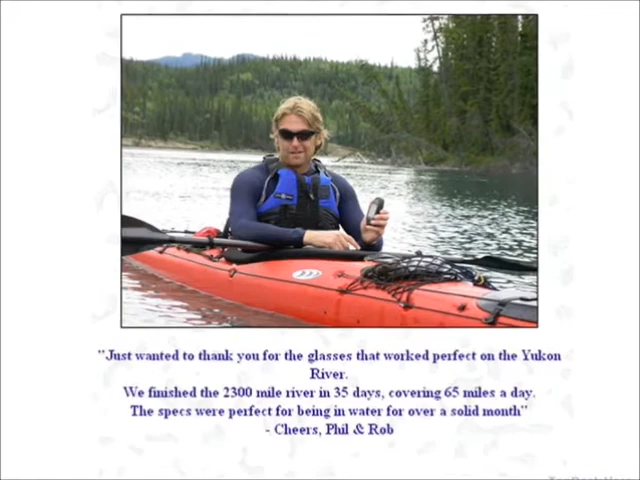 "Just wanted to thank you for the glasses that worked perfect on the Yukon
River.
We finished the 2300 mile river in 35 days, covering 65 miles a day.
The specs were perfect for being in water for over a solid month"
- Cheers, Phil & Rob